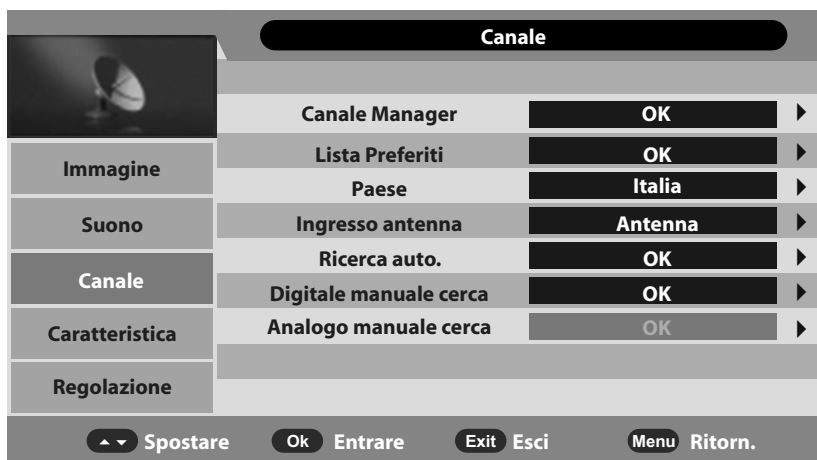 Canale
Canale Manager OK
Lista Preferiti OK
Paese Italia
Ingresso antenna Antenna
Ricerca auto. OK
Digitale manuale cerca OK
Analogo manuale cerca OK
Immagine
Suono
Canale
Caratteristica
Regolazione
Spostare Ok Entrare Exit Esci Menu Ritorn.